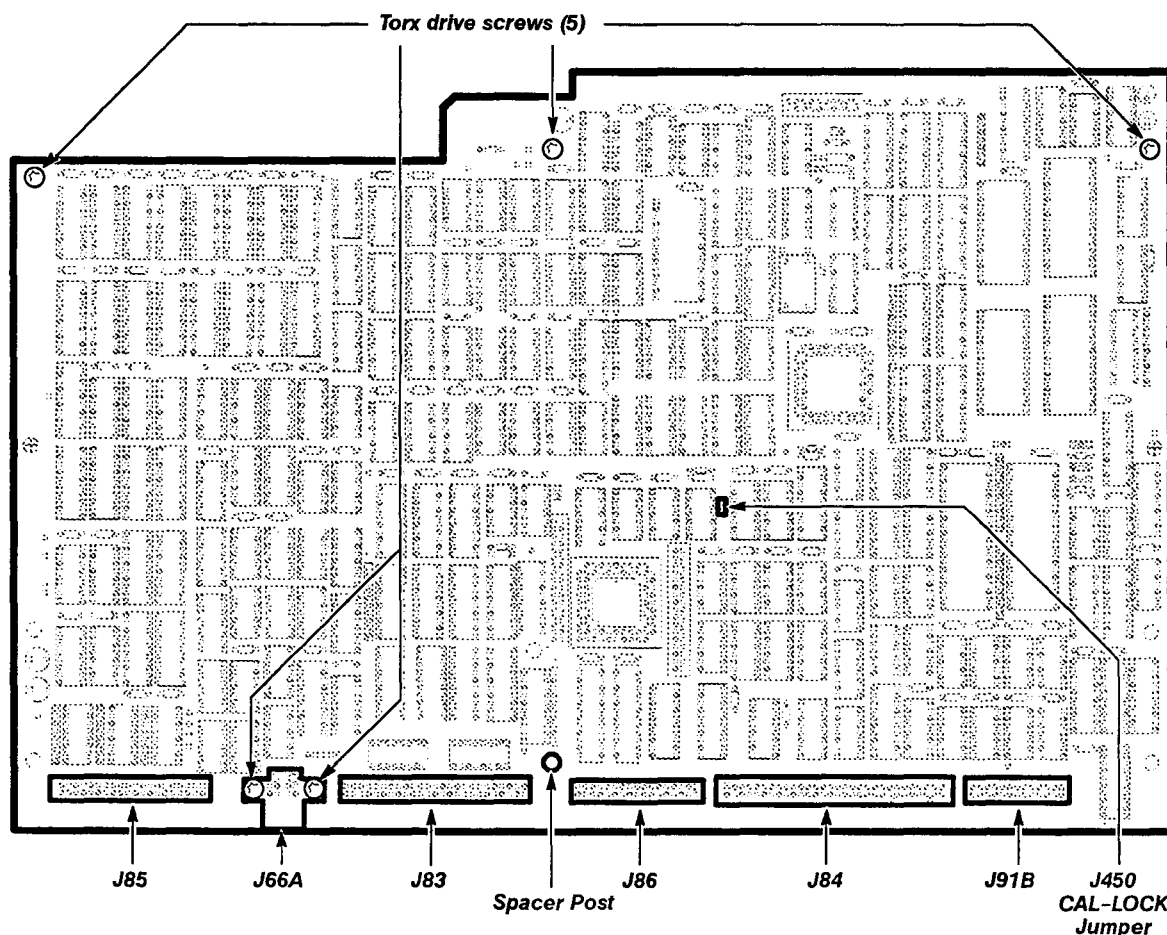 Torx drive screws (5)
J85
J66A
J83
Spacer Post
J86
J84
J91B
J450
CAL-LOCK
Jumper